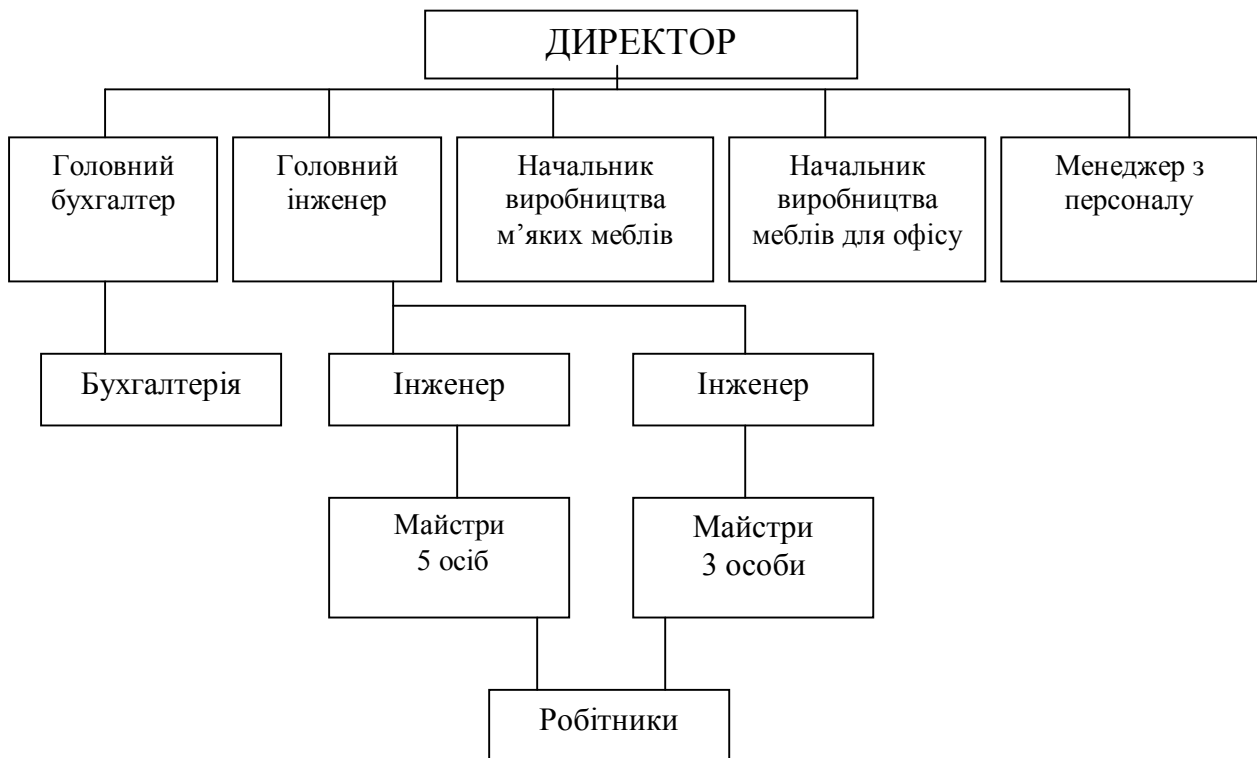 ДИРЕКТОР
Головний
бухгалтер
Головний
інженер
Начальник
виробництва
м’яких меблів
Начальник
виробництва
меблів для офісу
Менеджер з
персоналу
Бухгалтерія
Інженер
Інженер
Майстри
5 осіб
Майстри
3 особи
Робітники